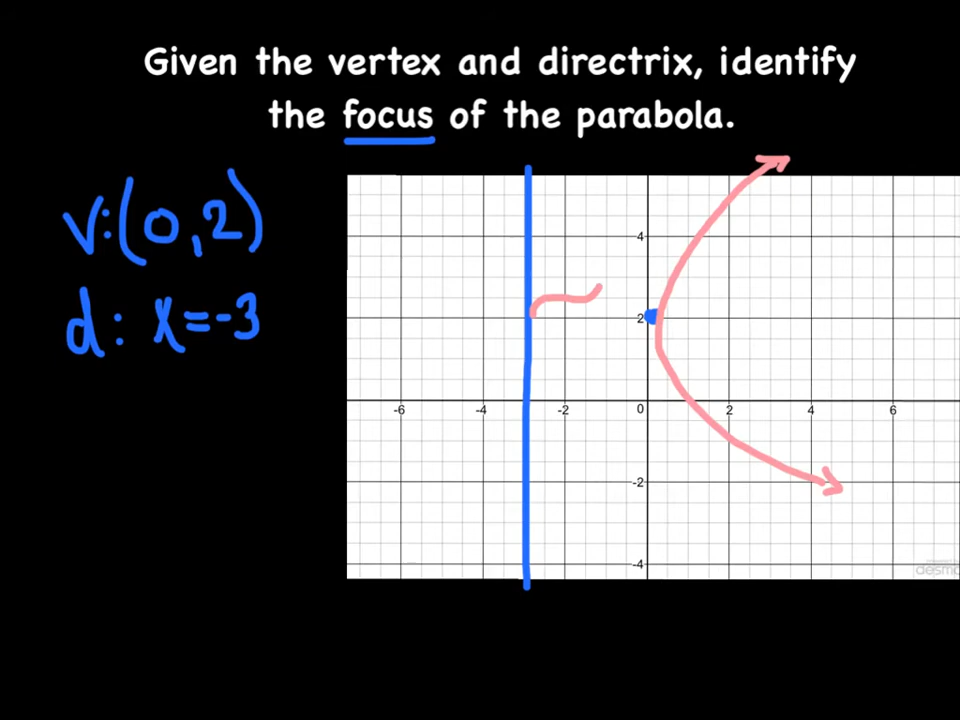 Given the vertex and directrix, identify
the focus of the parabola.
V:(0,2)
d: x=-3
4
2
-6 -4 -2 0 2 4 6
-2
-4